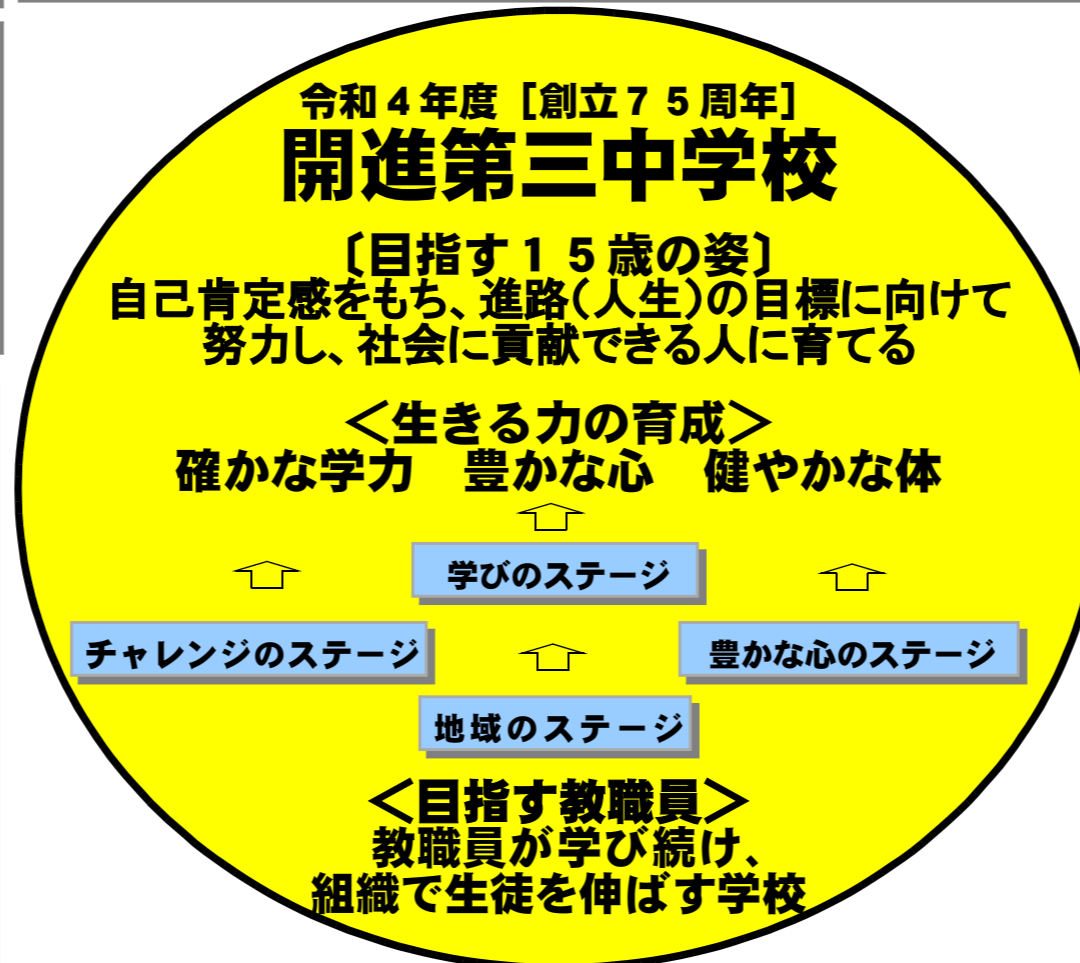 令和４年度［創立７５周年］
開進第三中学校
〔目指す１５歳の姿〕
自己肯定感をもち、進路（人生）の目標に向けて
努力し、社会に貢献できる人に育てる
＜生きる力の育成＞
確かな学力　豊かな心　健やかな体
学びのステージ
チャレンジのステージ
豊かな心のステージ
地域のステージ
＜目指す教職員＞
教職員が学び続け、
組織で生徒を伸ばす学校